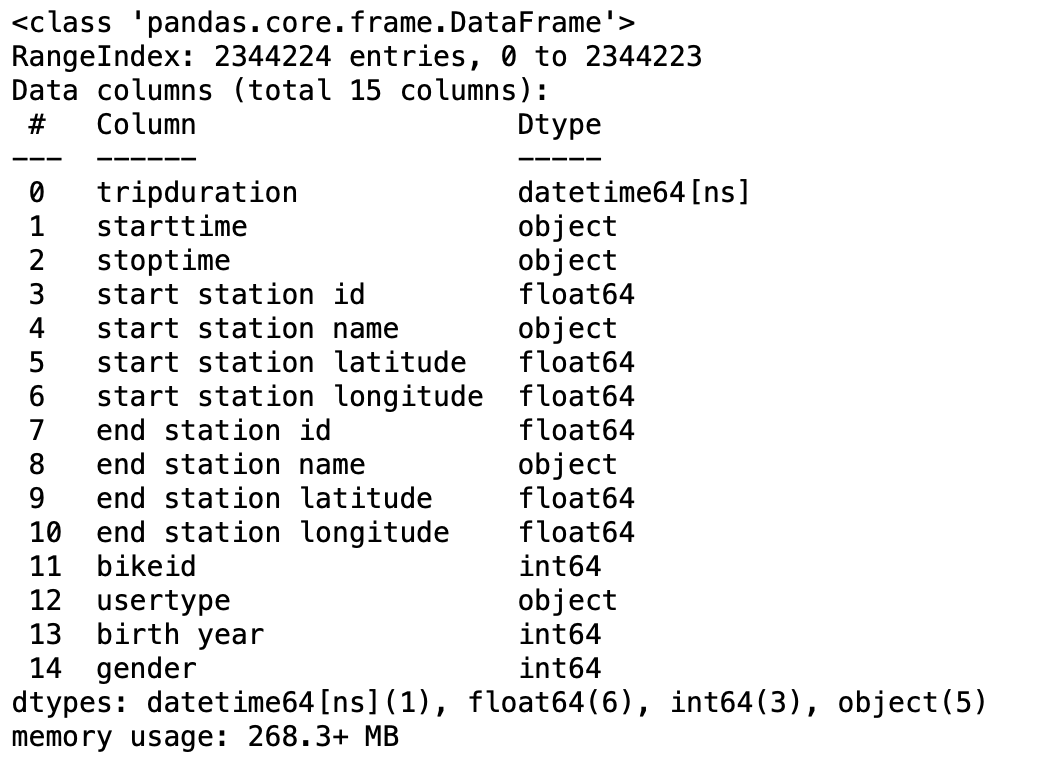 <class 'pandas.core.frame.DataFrame'>
RangeIndex: 2344224 entries, 0 to 2344223
Data columns (total 15 columns):
 #   Column                   Dtype
---  ------                   -----
 0   tripduration             datetime64[ns]
 1   starttime                object
 2   stoptime                 object
 3   start station id         float64
 4   start station name       object
 5   start station latitude   float64
 6   start station longitude  float64
 7   end station id           float64
 8   end station name         object
 9   end station latitude     float64
 10  end station longitude    float64
 11  bikeid                   int64
 12  usertype                 object
 13  birth year               int64
 14  gender                   int64
dtypes: datetime64[ns](1), float64(6), int64(3), object(5)
memory usage: 268.3+ MB